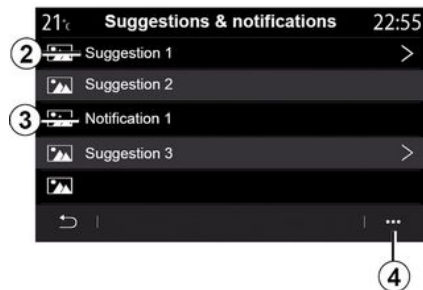 21°c Suggestions & notifications 22:55
2 Suggestion 1
Suggestion 2
3 Notification 1
Suggestion 3
4